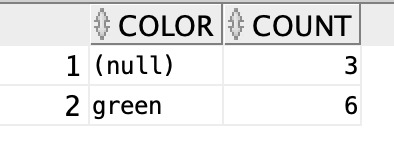 COLOR COUNT
1 (null) 3
2 green 6